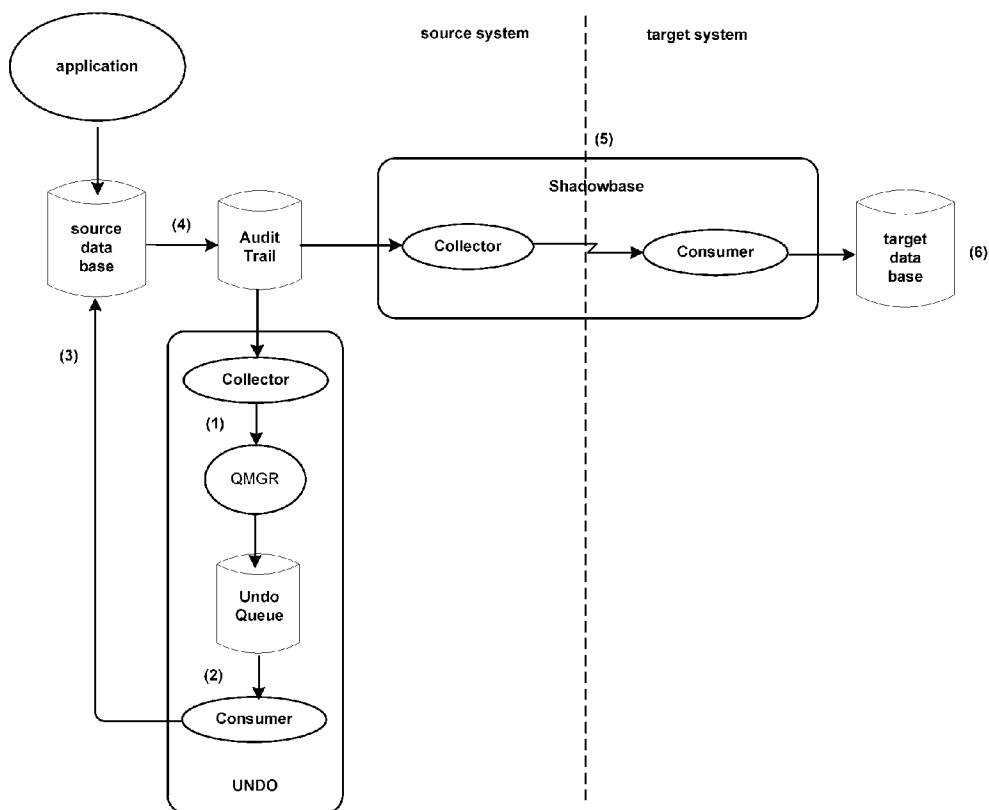 source system
target system
application
(5)
Shadowbase
source
data
base
(4)
Audit
Trail
Collector
Consumer
target
data
base
(6)
(3)
Collector
(1)
QMGR
Undo
Queue
(2)
Consumer
UNDO